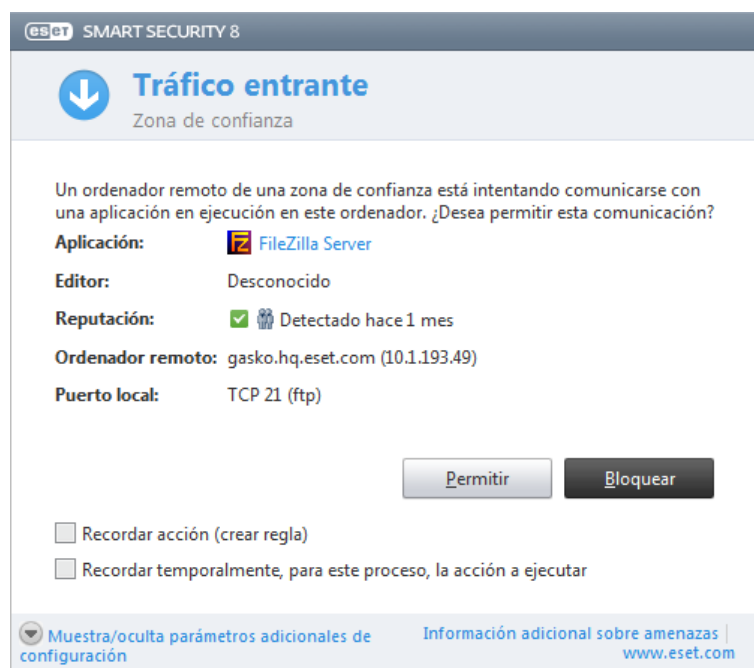 eset SMART SECURITY 8
Tráfico entrante
Zona de confianza
Un ordenador remoto de una zona de confianza está intentando comunicarse con
una aplicación en ejecución en este ordenador. ¿Desea permitir esta comunicación?
Aplicación: FileZilla Server
Editor: Desconocido
Reputación: Detectado hace 1 mes
Ordenador remoto: gasko.hq.eset.com (10.1.193.49)
Puerto local: TCP 21 (ftp)
Permitir Bloquear
Recordar acción (crear regla)
Recordar temporalmente, para este proceso, la acción a ejecutar
Muestra/oculta parámetros adicionales de
configuración
Información adicional sobre amenazas |
www.eset.com